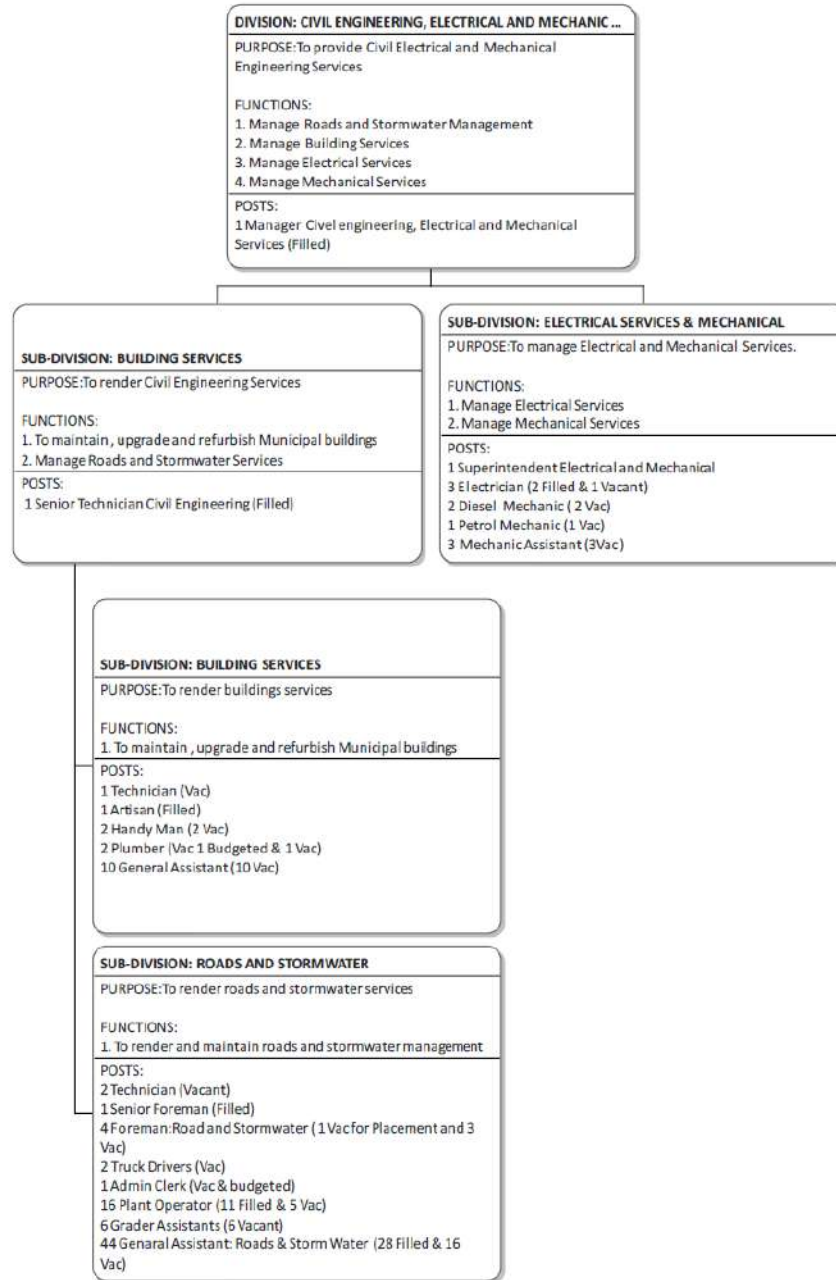 DIVISION: CIVIL ENGINEERING, ELECTRICAL AND MECHANIC ...
PURPOSE:To provide Civil Electrical and Mechanical
Engineering Services
FUNCTIONS:
1. Manage Roads and Stormwater Management
2. Manage Building Services
3. Manage Electrical Services
4. Manage Mechanical Services
POSTS:
1 Manager Civel engineering, Electrical and Mechanical
Services (Filled)
SUB-DIVISION: BUILDING SERVICES
PURPOSE:To render Civil Engineering Services
FUNCTIONS:
1. To maintain , upgrade and refurbish Municipal buildings
2. Manage Roads and Stormwater Services
POSTS:
1 Senior Technician Civil Engineering (Filled)
SUB-DIVISION: ELECTRICAL SERVICES & MECHANICAL
PURPOSE:To manage Electrical and Mechanical Services.
FUNCTIONS:
1. Manage Electrical Services
2. Manage Mechanical Services
POSTS:
1 Superintendent Electrical and Mechanical
3 Electrician (2 Filled & 1 Vacant)
2 Diesel Mechanic ( 2 Vac)
1 Petrol Mechanic (1 Vac)
3 Mechanic Assistant (3Vac)
SUB-DIVISION: BUILDING SERVICES
PURPOSE:To render buildings services
FUNCTIONS:
1. To maintain , upgrade and refurbish Municipal buildings
POSTS:
1 Technician (Vac)
1 Artisan (Filled)
2 Handy Man (2 Vac)
2 Plumber (Vac 1 Budgeted & 1 Vac)
10 General Assistant (10 Vac)
SUB-DIVISION: ROADS AND STORMWATER
PURPOSE:To render roads and stormwater services
FUNCTIONS:
1. To render and maintain roads and stormwater management
POSTS:
2 Technician (Vacant)
1 Senior Foreman (Filled)
4 Foreman: Road and Stormwater ( 1 Vac for Placement and 3
Vac)
2 Truck Drivers (Vac)
1 Admin Clerk (Vac & budgeted)
16 Plant Operator (11 Filled & 5 Vac)
6 Grader Assistants (6 Vacant)
44 Genaral Assistant: Roads & Storm Water (28 Filled & 16
Vac)